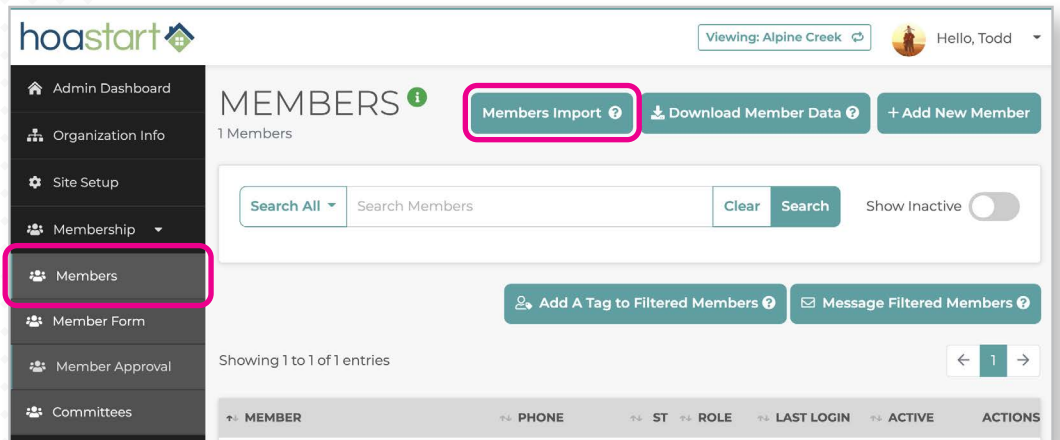 hoastart
Viewing: Alpine Creek
Hello, Todd
Admin Dashboard
Organization Info
Site Setup
Membership
Members
Member Form
Member Approval
Committees
MEMBERS
1 Members
Members Import
Download Member Data
+ Add New Member
Search All
Search Members
Clear
Search
Show Inactive
Add A Tag to Filtered Members
Message Filtered Members
Showing 1 to 1 of 1 entries
← 1 →
MEMBER PHONE ST ROLE LAST LOGIN ACTIVE ACTIONS